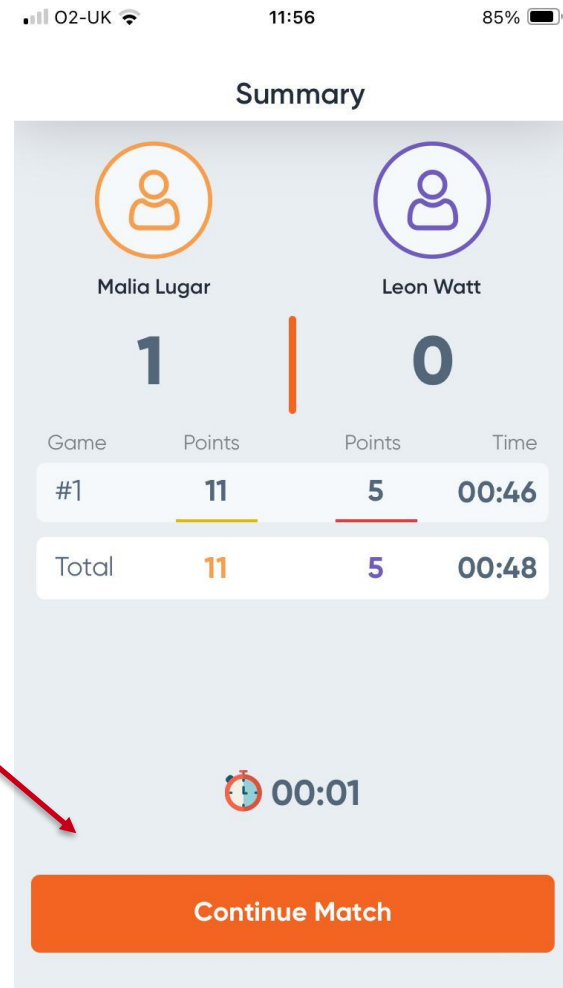 O2-UK 11:56 85%
Summary
Malia Lugar Leon Watt
1 0
Game Points Points Time
#1 11 5 00:46
Total 11 5 00:48
00:01
Continue Match